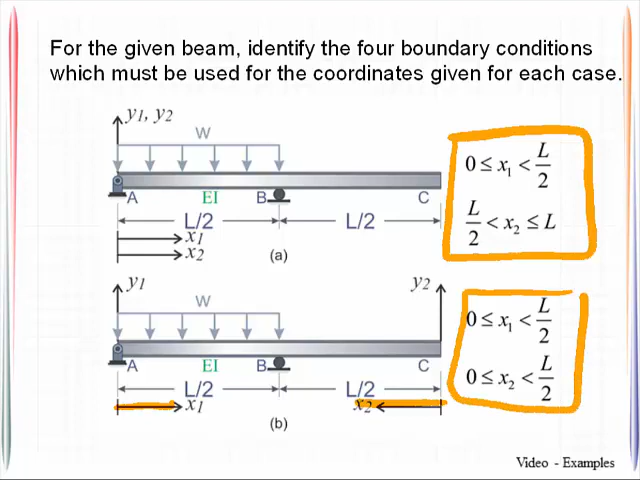 For the given beam, identify the four boundary conditions
which must be used for the coordinates given for each case.
y1, y2
W
0 ≤ x₁ < L/2
A EI B C
L/2 L/2
L/2 < x₂ ≤ L
x1
x2
(a)
y1 y2
W
0 ≤ x₁ < L/2
A EI B C
L/2 L/2
0 ≤ x₂ < L/2
x1 x2
(b)
Video - Examples